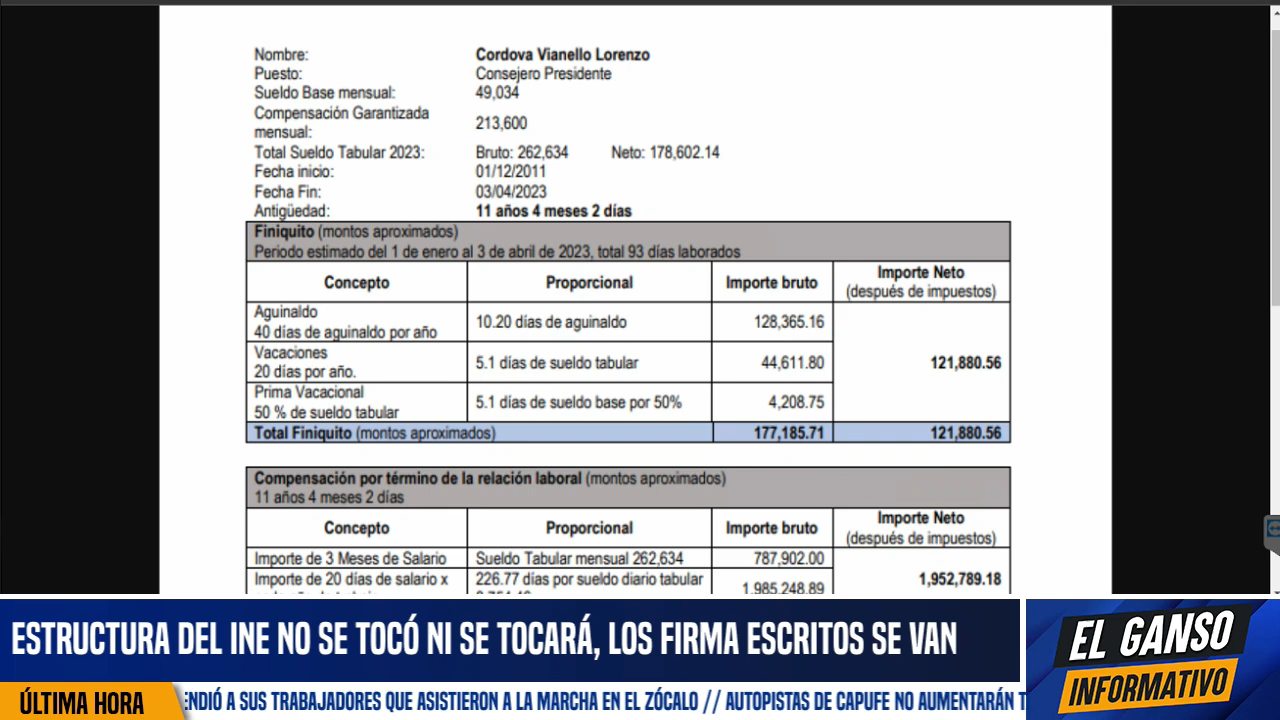 Nombre: Cordova Vianello Lorenzo
Puesto: Consejero Presidente
Sueldo Base mensual: 49,034
Compensación Garantizada
mensual: 213,600
Total Sueldo Tabular 2023: Bruto: 262,634 Neto: 178,602.14
Fecha inicio: 01/12/2011
Fecha Fin: 03/04/2023
Antigüedad: 11 años 4 meses 2 días
Finiquito (montos aproximados)
Periodo estimado del 1 de enero al 3 de abril de 2023, total 93 días laborados
Concepto Proporcional Importe bruto Importe Neto
(después de impuestos)
Aguinaldo
40 días de aguinaldo por año 10.20 días de aguinaldo 128,365.16
Vacaciones
20 días por año. 5.1 días de sueldo tabular 44,611.80 121,880.56
Prima Vacacional
50 % de sueldo tabular 5.1 días de sueldo base por 50% 4,208.75
Total Finiquito (montos aproximados) 177,185.71 121,880.56
Compensación por término de la relación laboral (montos aproximados)
11 años 4 meses 2 días
Concepto Proporcional Importe bruto Importe Neto
(después de impuestos)
Importe de 3 Meses de Salario Sueldo Tabular mensual 262,634 787,902.00
Importe de 20 días de salario x 226.77 días por sueldo diario tabular 1,985,248.89 1,952,789.18
ESTRUCTURA DEL INE NO SE TOCÓ NI SE TOCARÁ, LOS FIRMA ESCRITOS SE VAN
EL GANSO
INFORMATIVO
ÚLTIMA HORA
ENDIÓ A SUS TRABAJADORES QUE ASISTIERON A LA MARCHA EN EL ZÓCALO // AUTOPISTAS DE CAPUFE NO AUMENTARÁN T